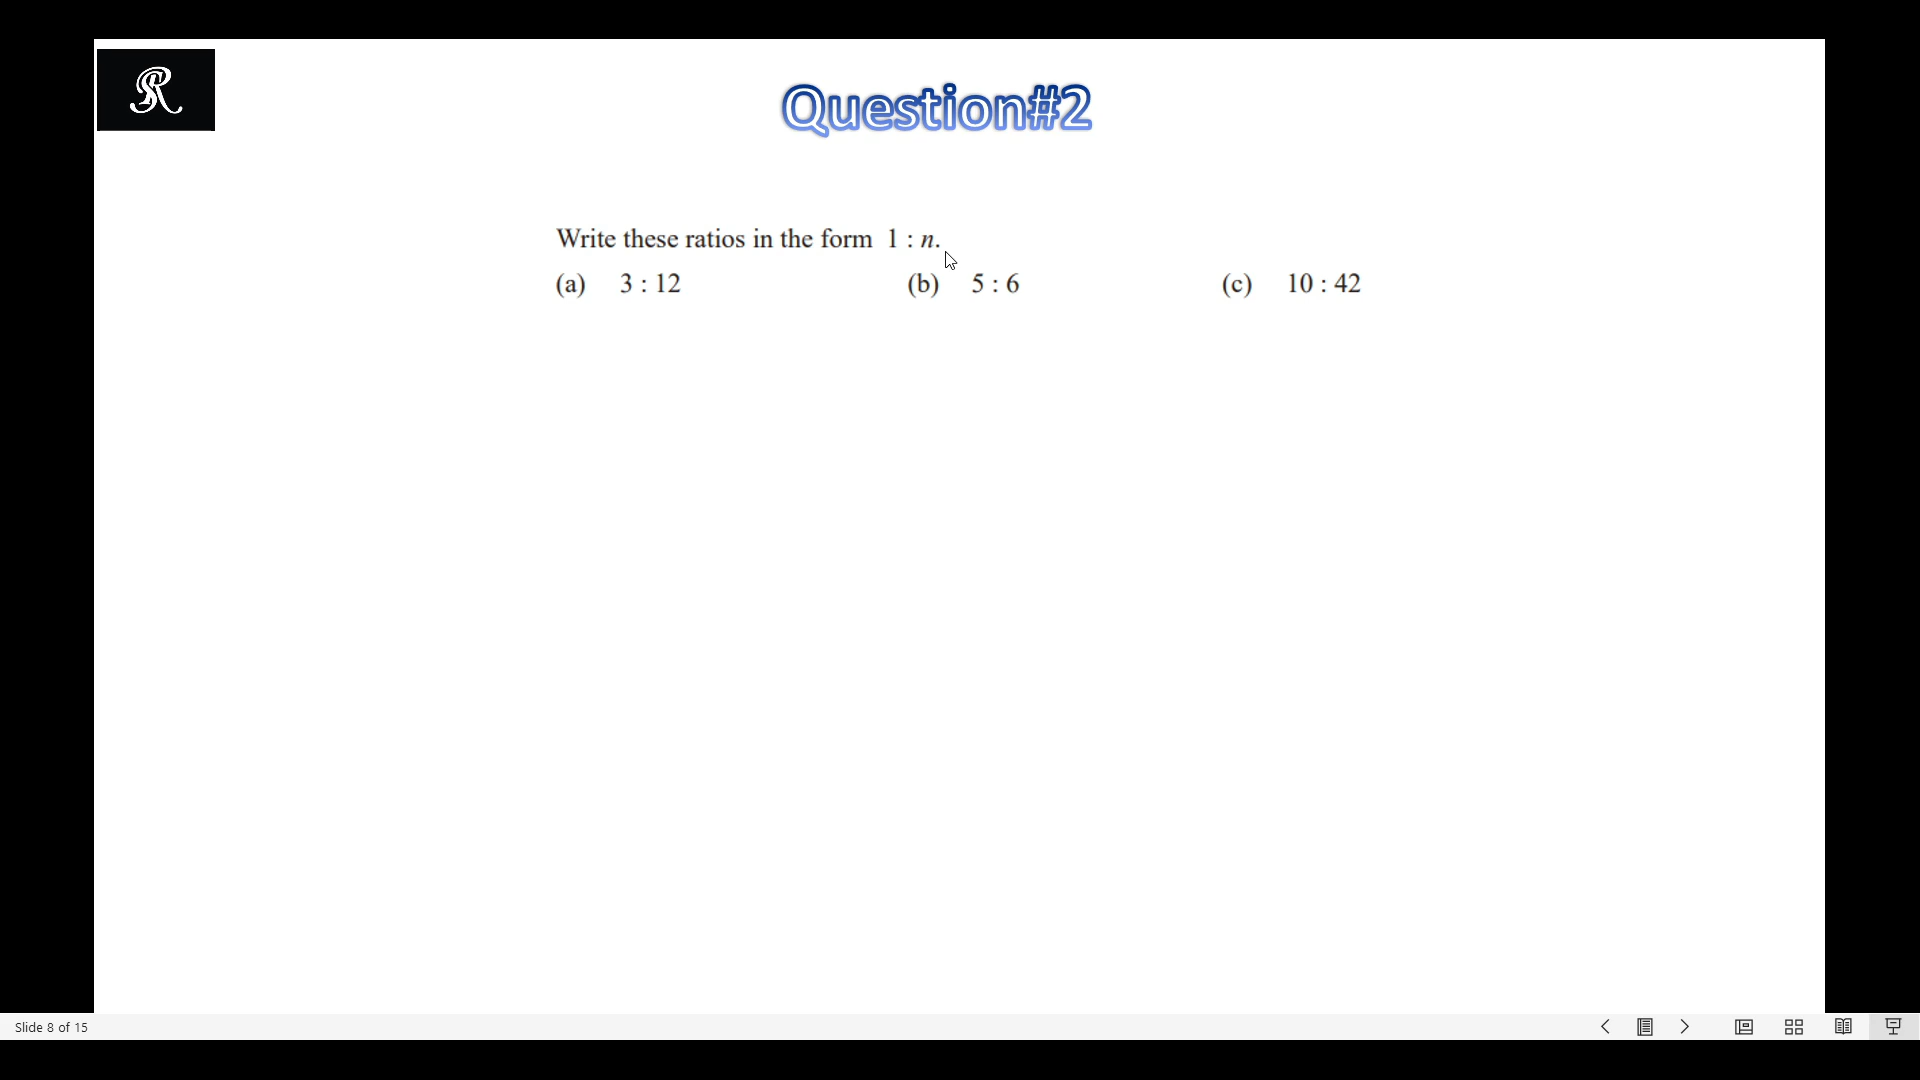 SR
Question#2
Write these ratios in the form 1 : n.
(a) 3 : 12 (b) 5 : 6 (c) 10 : 42
Slide 8 of 15